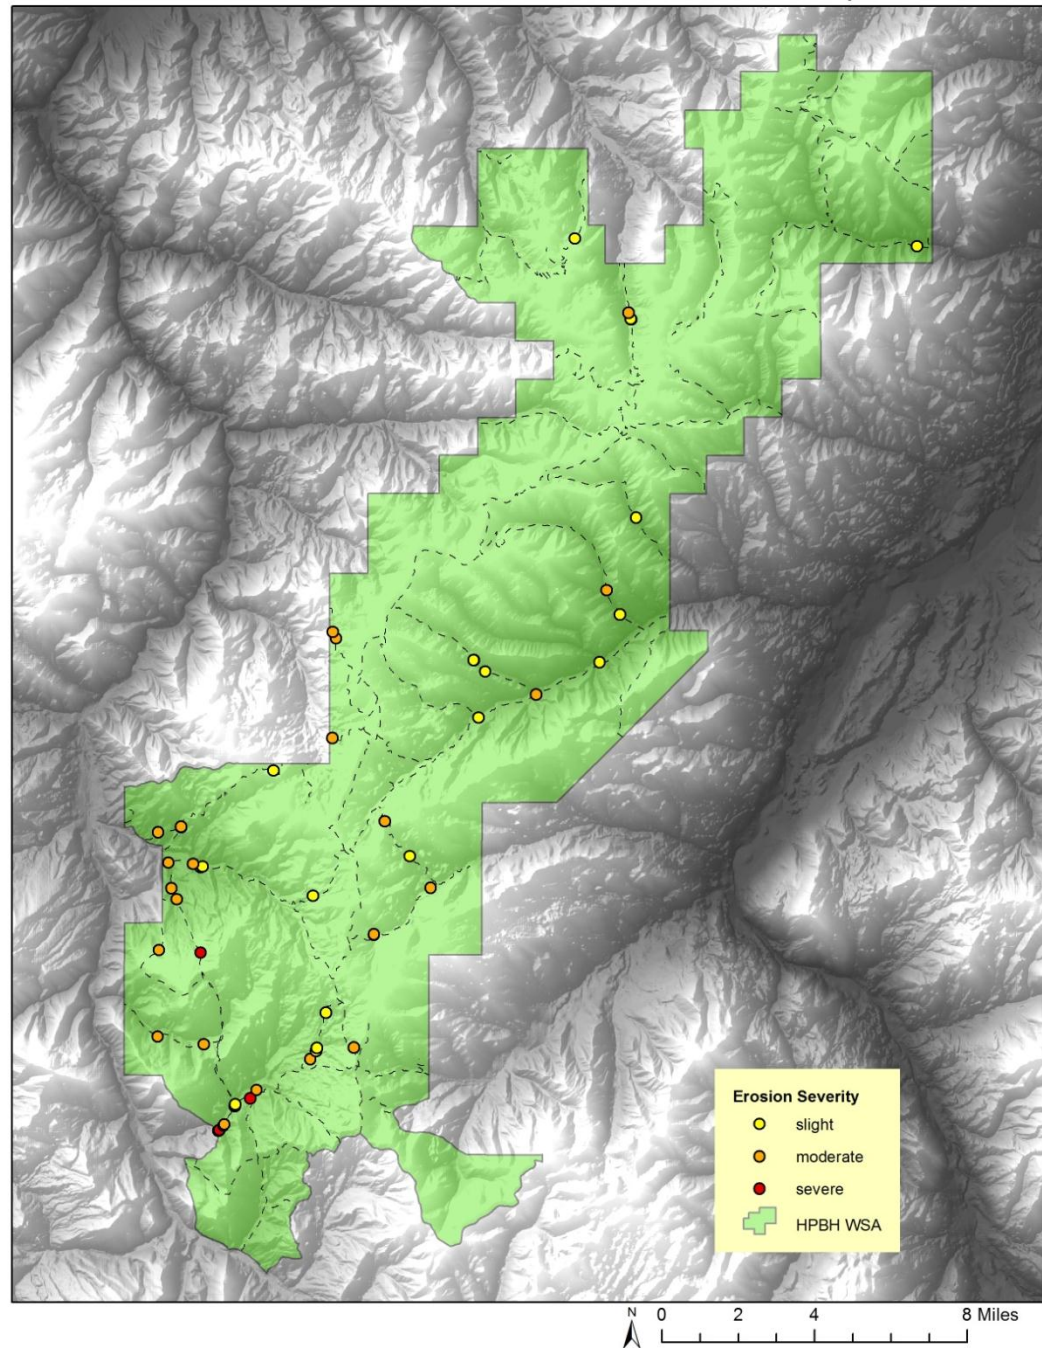 Erosion Severity
slight
moderate
severe
HPBH WSA
N
0 2 4 8 Miles